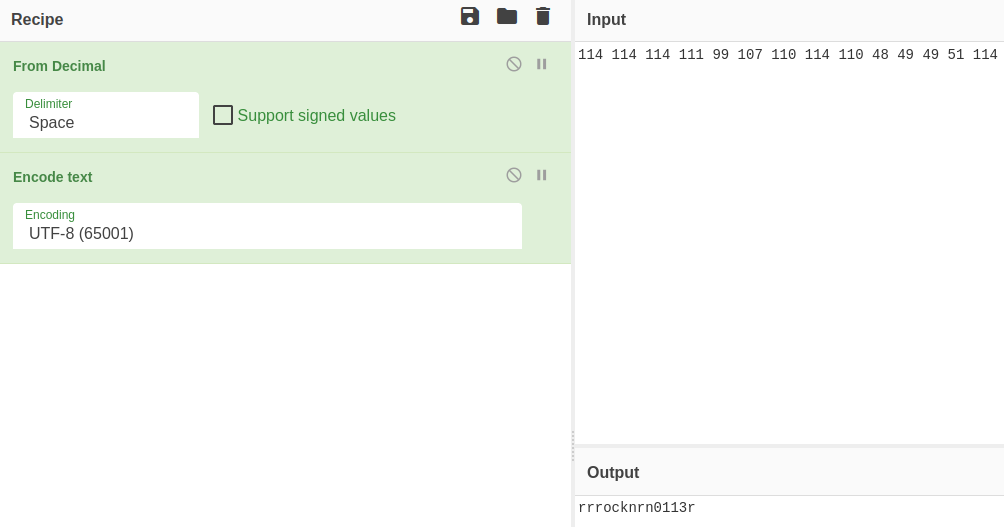 Recipe
From Decimal
Delimiter
Space
Support signed values
Encode text
Encoding
UTF-8 (65001)
Input
114 114 114 111 99 107 110 114 110 48 49 49 51 114
Output
rrrocknrn0113r